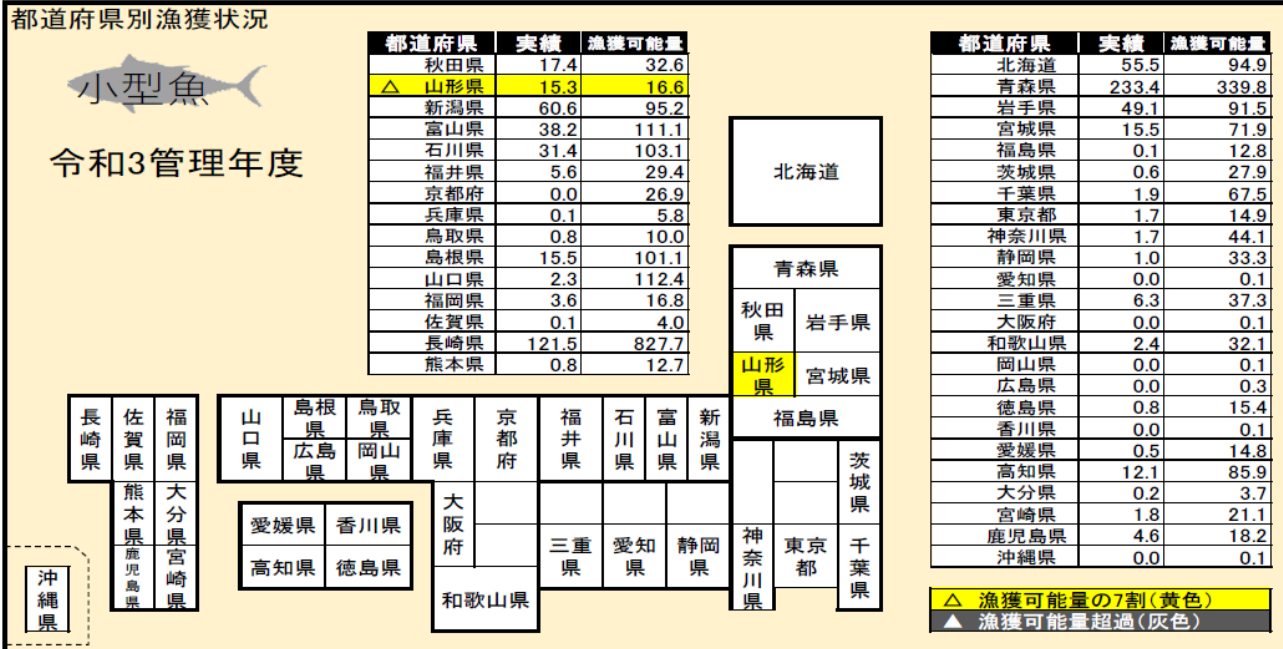 都道府県別漁獲状況
小型魚
令和3管理年度
都道府県 実績 漁獲可能量
秋田県 17.4 32.6
△ 山形県 15.3 16.6
新潟県 60.6 95.2
富山県 38.2 111.1
石川県 31.4 103.1
福井県 5.6 29.4
京都府 0.0 26.9
兵庫県 0.1 5.8
鳥取県 0.8 10.0
島根県 15.5 101.1
山口県 2.3 112.4
福岡県 3.6 16.8
佐賀県 0.1 4.0
長崎県 121.5 827.7
熊本県 0.8 12.7
都道府県 実績 漁獲可能量
北海道 55.5 94.9
青森県 233.4 339.8
岩手県 49.1 91.5
宮城県 15.5 71.9
福島県 0.1 12.8
茨城県 0.6 27.9
千葉県 1.9 67.5
東京都 1.7 14.9
神奈川県 1.7 44.1
静岡県 1.0 33.3
愛知県 0.0 0.1
三重県 6.3 37.3
大阪府 0.0 0.1
和歌山県 2.4 32.1
岡山県 0.0 0.1
広島県 0.0 0.3
徳島県 0.8 15.4
香川県 0.0 0.1
愛媛県 0.5 14.8
高知県 12.1 85.9
大分県 0.2 3.7
宮崎県 1.8 21.1
鹿児島県 4.6 18.2
沖縄県 0.0 0.1
北海道
青森県
秋田県
岩手県
山形県
宮城県
福島県
長崎県
佐賀県
福岡県
山口県
島根県
鳥取県
広島県
岡山県
兵庫県
京都府
福井県
石川県
富山県
新潟県
茨城県
熊本県
大分県
鹿児島県
宮崎県
沖縄県
愛媛県
香川県
高知県
徳島県
大阪府
和歌山県
三重県
愛知県
静岡県
神奈川県
東京都
千葉県
△ 漁獲可能量の7割(黄色)
▲ 漁獲可能量超過(灰色)